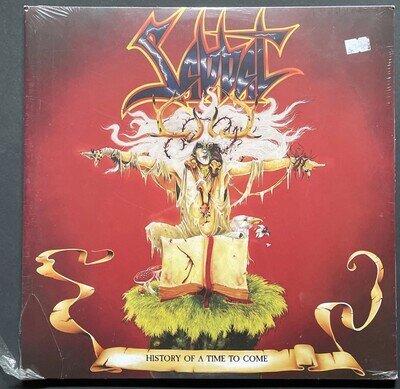 SABBAT
HISTORY OF A TIME TO COME